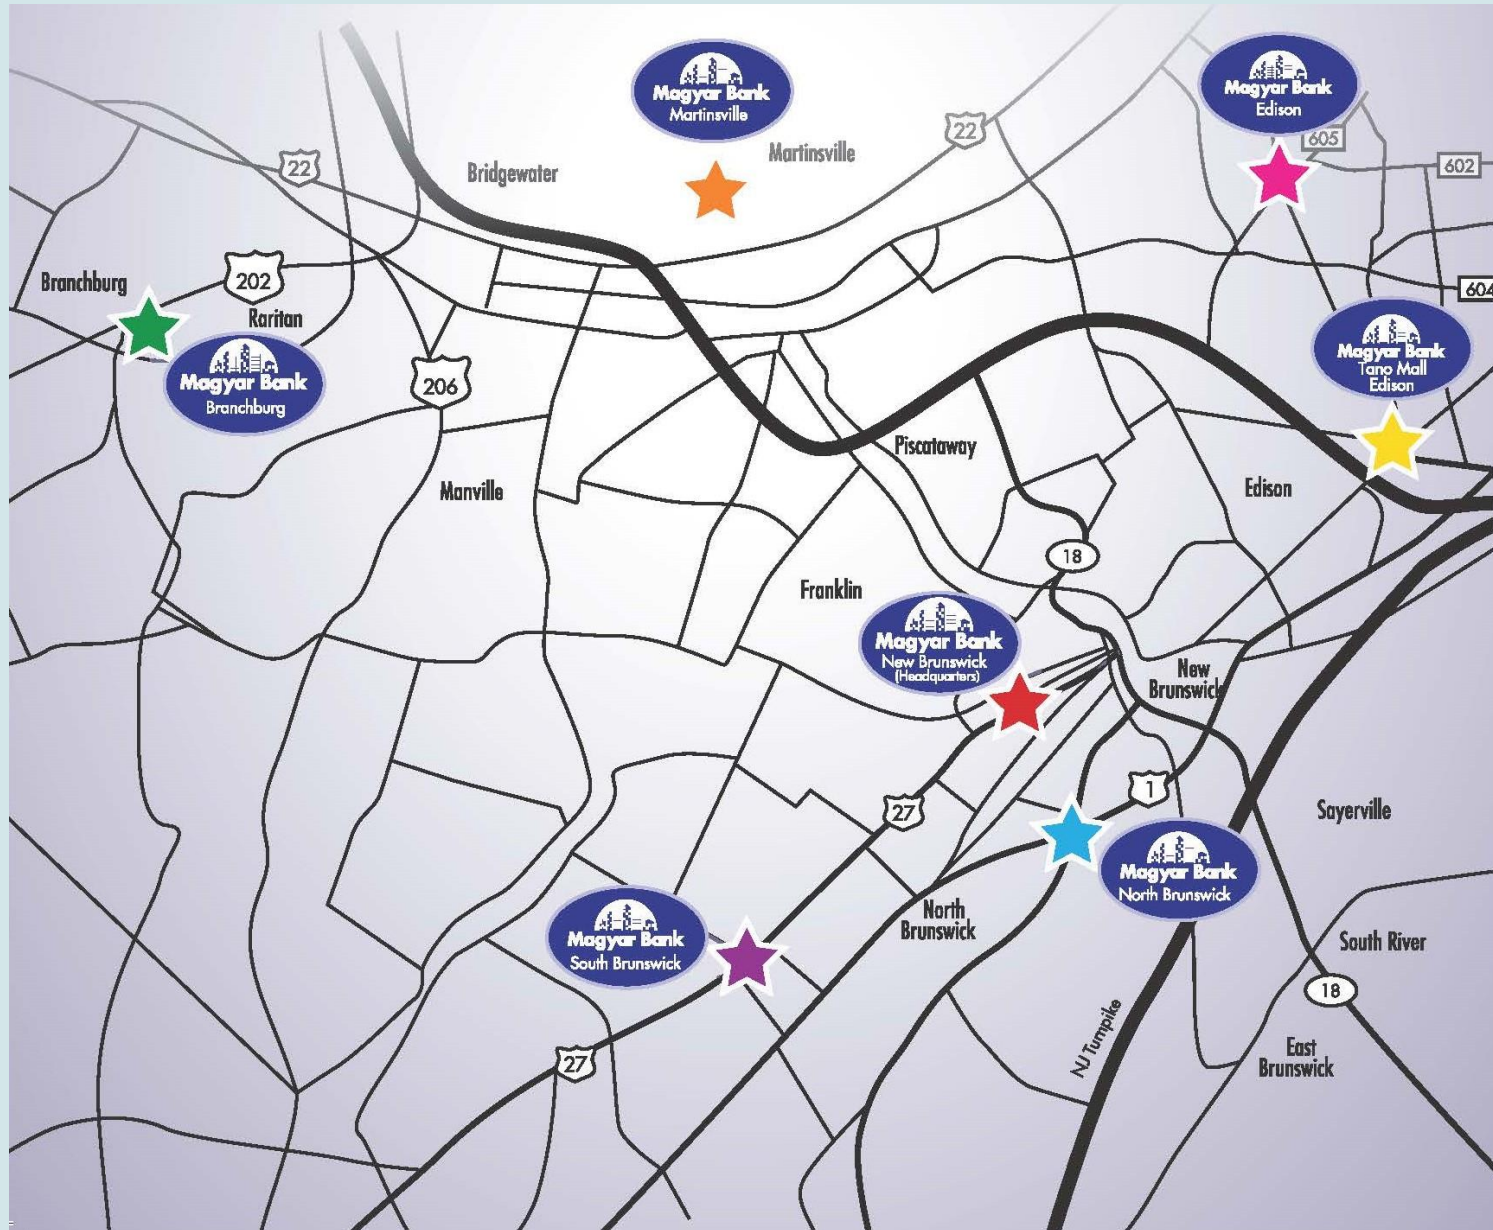 Magyar Bank
Martinsville
Magyar Bank
Edison
22
605
Martinsville
602
22
Bridgewater
202
Branchburg
604
Raritan
Magyar Bank
Tano Mall
Edison
Magyar Bank
Branchburg
206
Piscataway
Manville
Edison
18
Franklin
Magyar Bank
New Brunswick
(Headquarters)
New
Brunswick
1
27
Sayerville
Magyar Bank
North Brunswick
North
Brunswick
Magyar Bank
South Brunswick
South River
18
NJ Turnpike
27
East
Brunswick